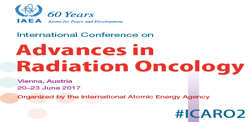 60 Years
IAEA Atoms for Peace and Development
International Conference on
Advances in
Radiation Oncology
Vienna, Austria
20–23 June 2017
Organized by the International Atomic Energy Agency
#ICARO2